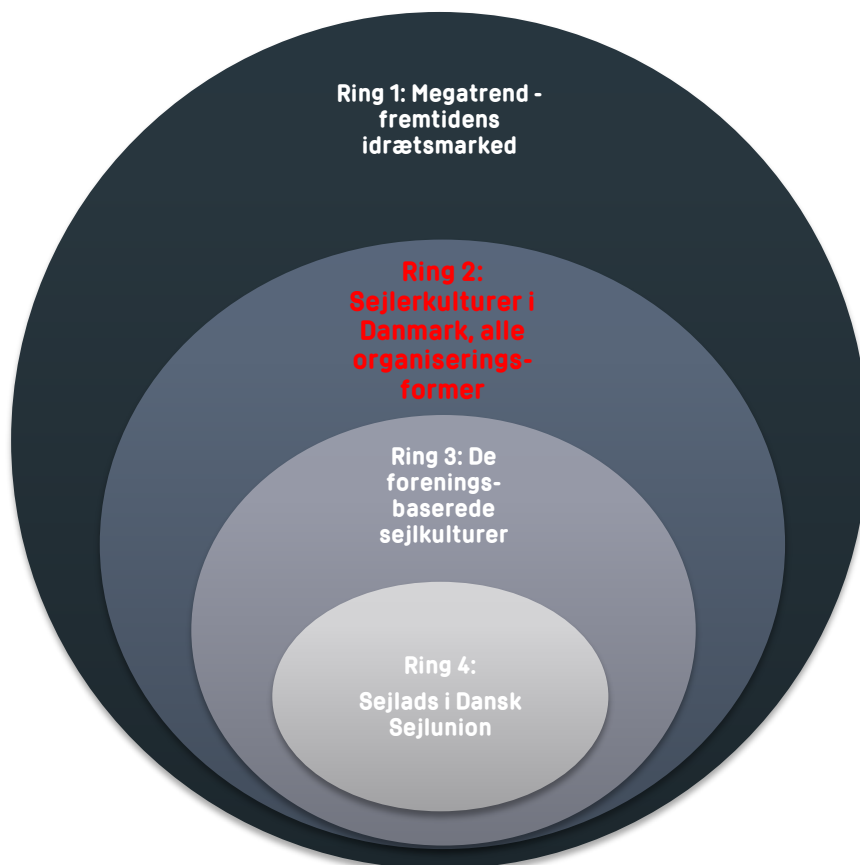 Ring 1: Megatrend -
fremtidens
idrætsmarked
Ring 2:
Sejlerkulturer i
Danmark, alle
organiserings-
former
Ring 3: De
forenings-
baserede
sejlkulturer
Ring 4:
Sejlads i Dansk
Sejlunion